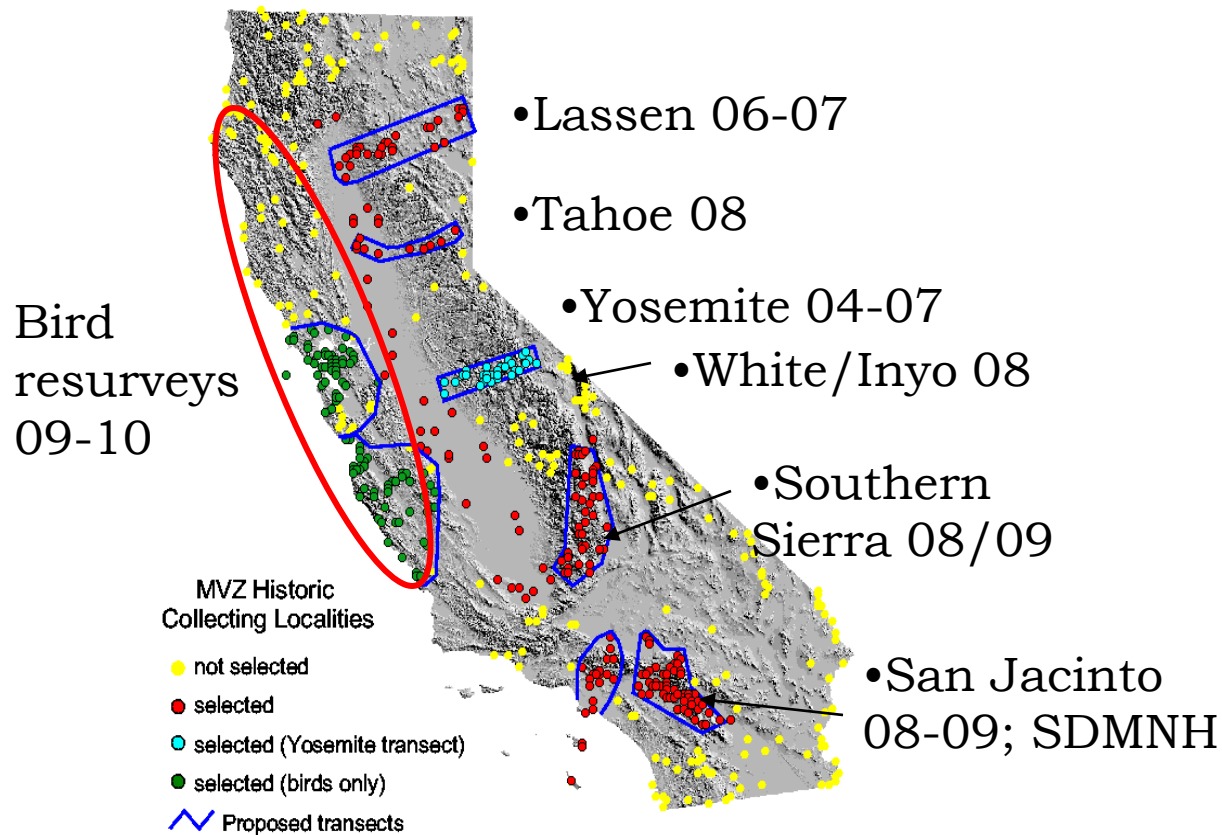 •Lassen 06-07
•Tahoe 08
•Yosemite 04-07
•White/Inyo 08
Bird
resurveys
09-10
•Southern
Sierra 08/09
•San Jacinto
08-09; SDMNH
MVZ Historic
Collecting Localities
not selected
selected
selected (Yosemite transect)
selected (birds only)
Proposed transects